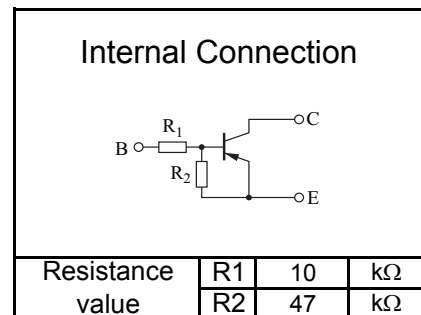 Internal Connection
C
R1
B
R2
E
Resistance value R1 10 kΩ
R2 47 kΩ